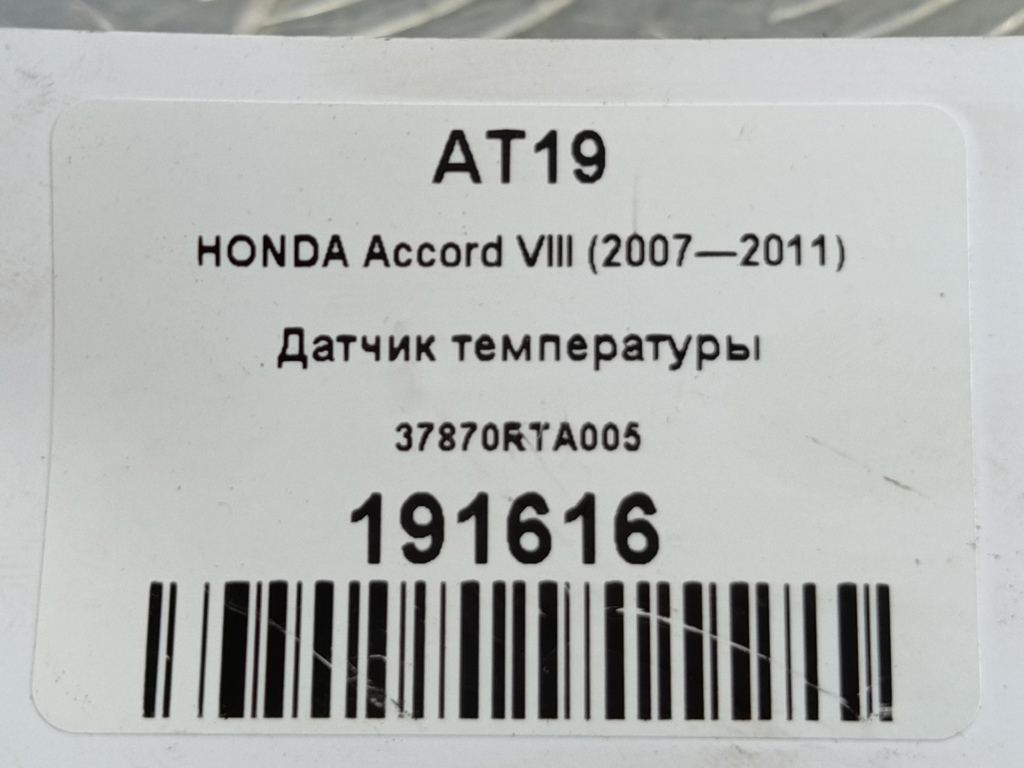 AT19
HONDA Accord VIII (2007—2011)
Датчик температуры
37870RTA005
191616